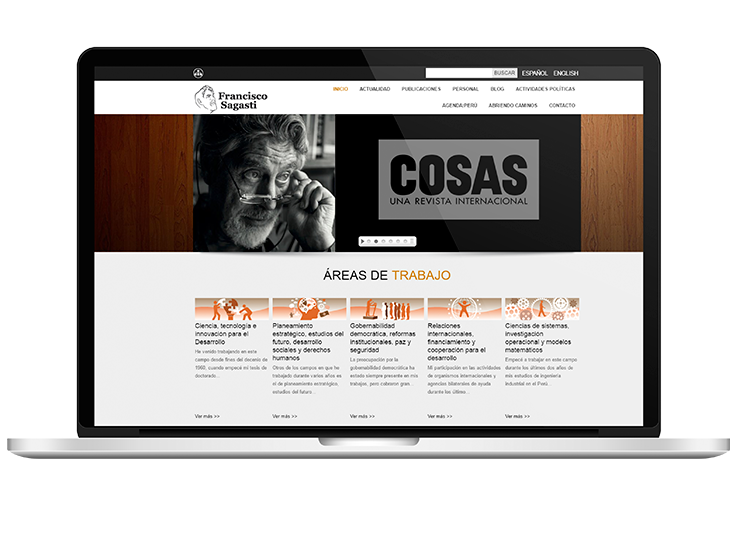 BUSCAR ESPAÑOL ENGLISH
Francisco
Sagasti
INICIO ACTUALIDAD PUBLICACIONES PERSONAL BLOG ACTIVIDADES POLÍTICAS
AGENDA/PERÚ ABRIENDO CAMINOS CONTACTO
COSAS
UNA REVISTA INTERNACIONAL
ÁREAS DE TRABAJO
Ciencia, tecnología e
innovación para el
Desarrollo
He venido trabajando en este
campo desde fines del decenio de
1960, cuando empecé mi tesis de
doctorado...
Ver más >>
Planeamiento
estratégico, estudios del
futuro, desarrollo
sociales y derechos
humanos
Otros de los campos en que he
trabajado durante varios años es
el de planeamiento estratégico,
estudios del futuro...
Ver más >>
Gobernabilidad
democrática, reformas
institucionales, paz y
seguridad
La preocupación por la
gobernabilidad democrática ha
estado siempre presente en mis
trabajos, pero cobraron gran...
Ver más >>
Relaciones
internacionales,
financiamiento y
cooperación para el
desarrollo
Mi participación en las actividades
de organismos internacionales y
agencias bilaterales de ayuda
durante los últimos...
Ver más >>
Ciencias de sistemas,
investigación
operacional y modelos
matemáticos
Empecé a trabajar en este campo
durante los últimos dos años de
mis estudios de ingeniería
industrial en el Perú...
Ver más >>